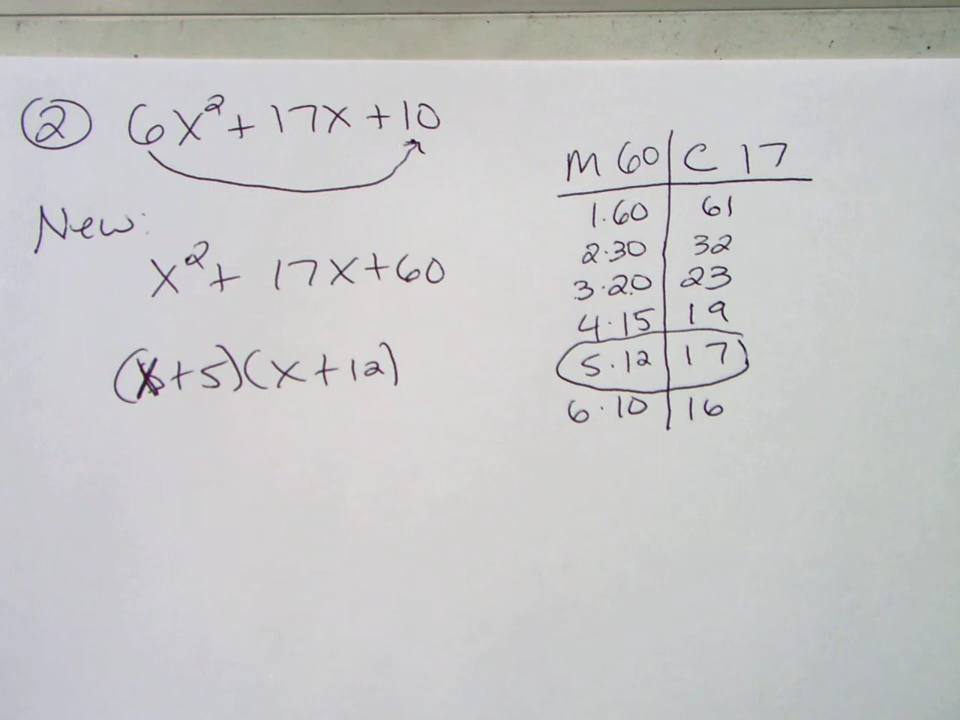 ② 6x² + 17x + 10
New:
x² + 17x + 60
(x + 5)(x + 12)
M 60 | C 17
1·60 | 61
2·30 | 32
3·20 | 23
4·15 | 19
5·12 | 17
6·10 | 16